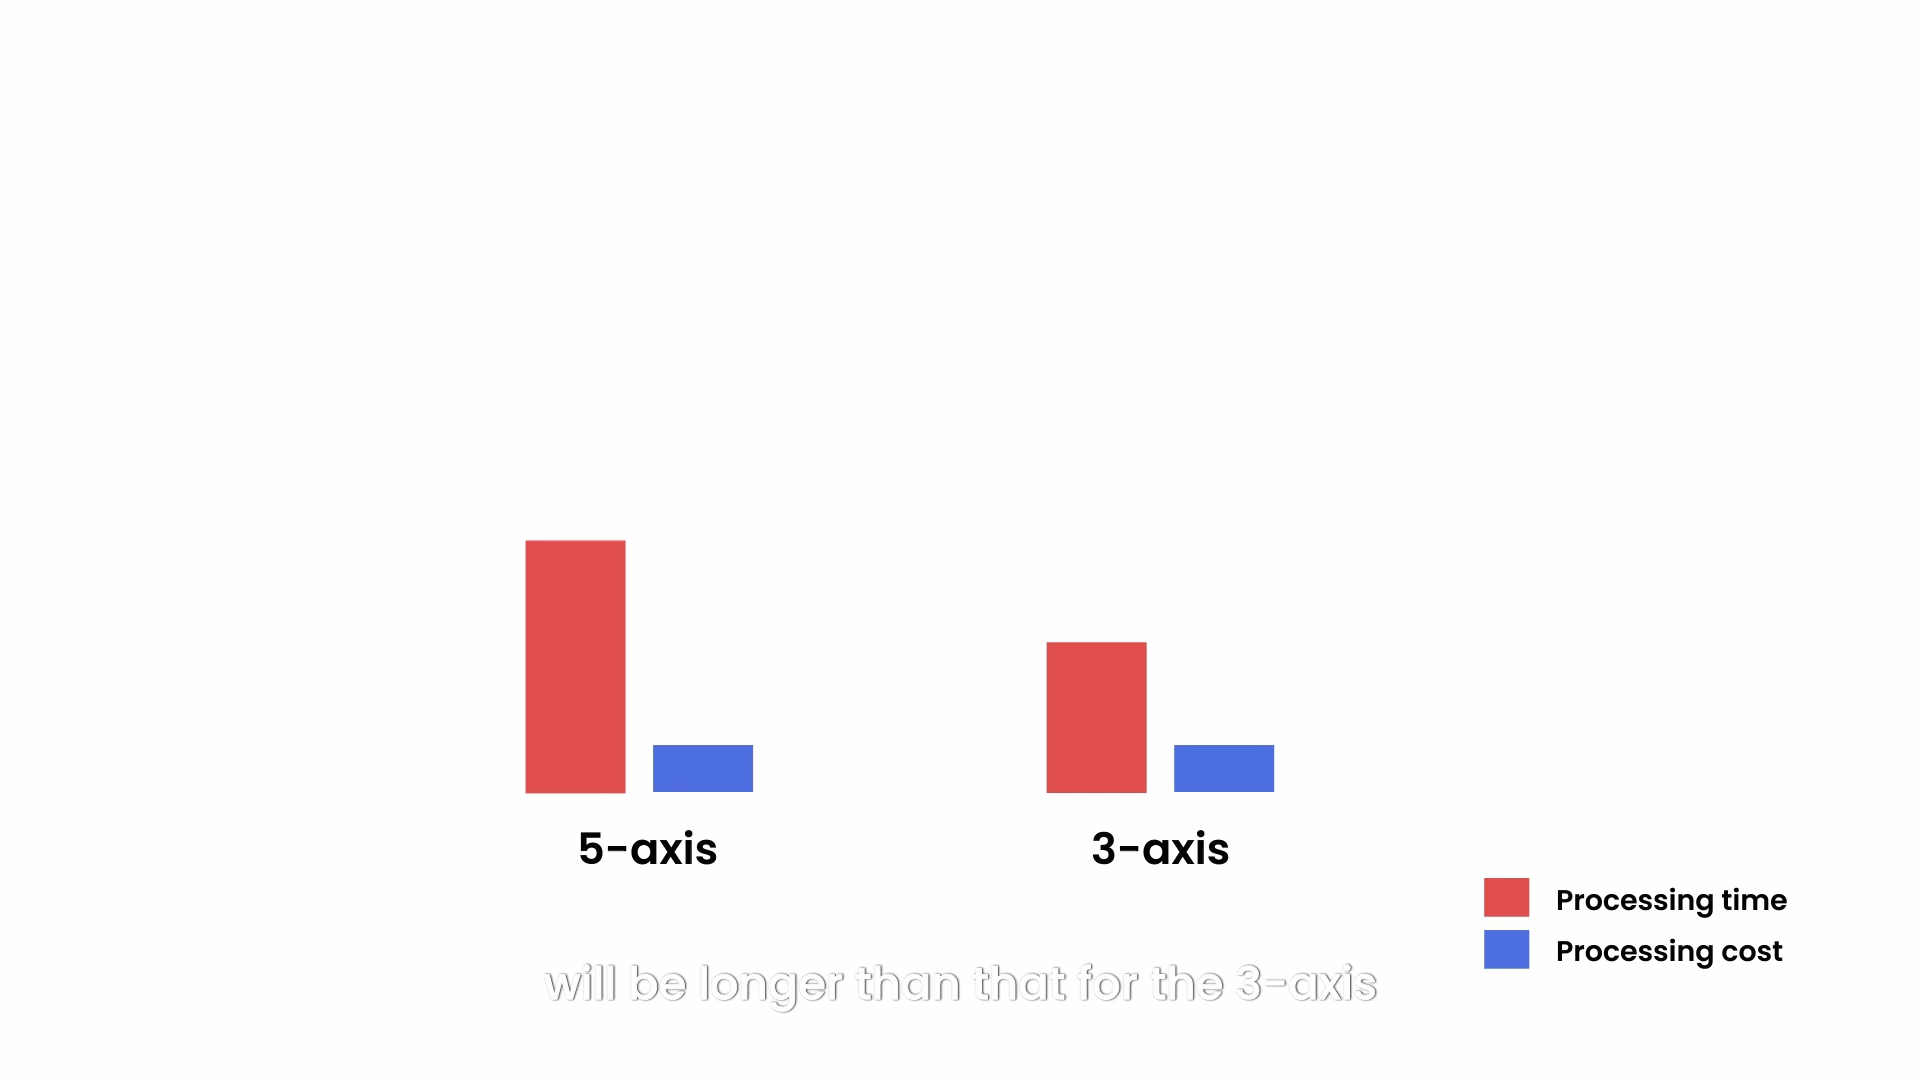 5-axis
3-axis
Processing time
Processing cost
will be longer than that for the 3-axis